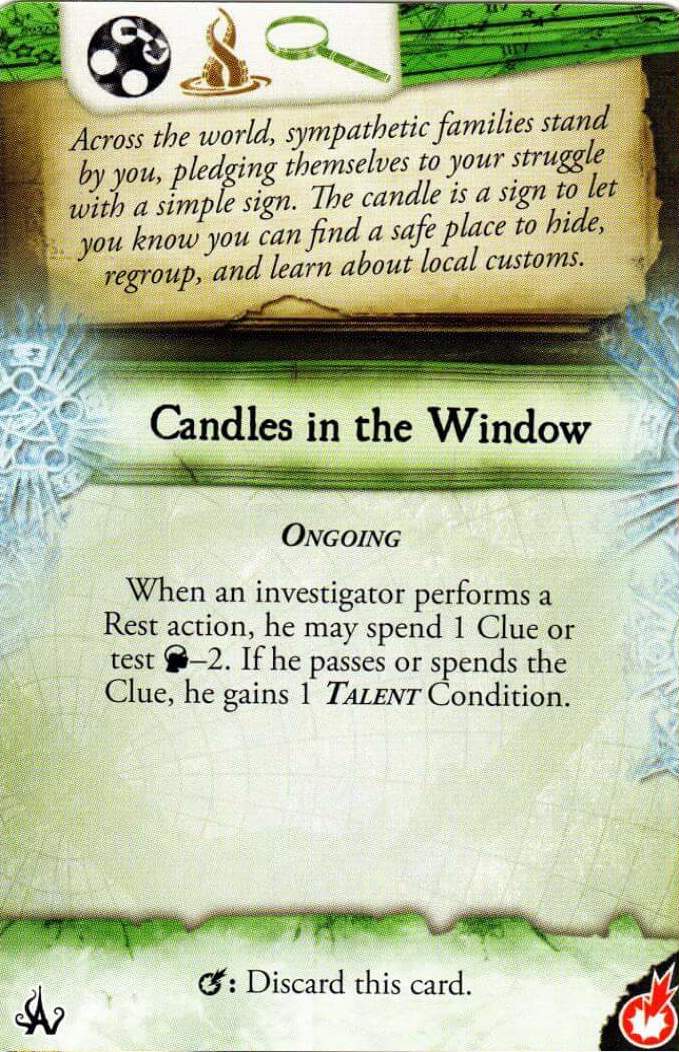 Across the world, sympathetic families stand
by you, pledging themselves to your struggle
with a simple sign. The candle is a sign to let
you know you can find a safe place to hide,
regroup, and learn about local customs.
Candles in the Window
ONGOING
When an investigator performs a
Rest action, he may spend 1 Clue or
test –2. If he passes or spends the
Clue, he gains 1 TALENT Condition.
: Discard this card.